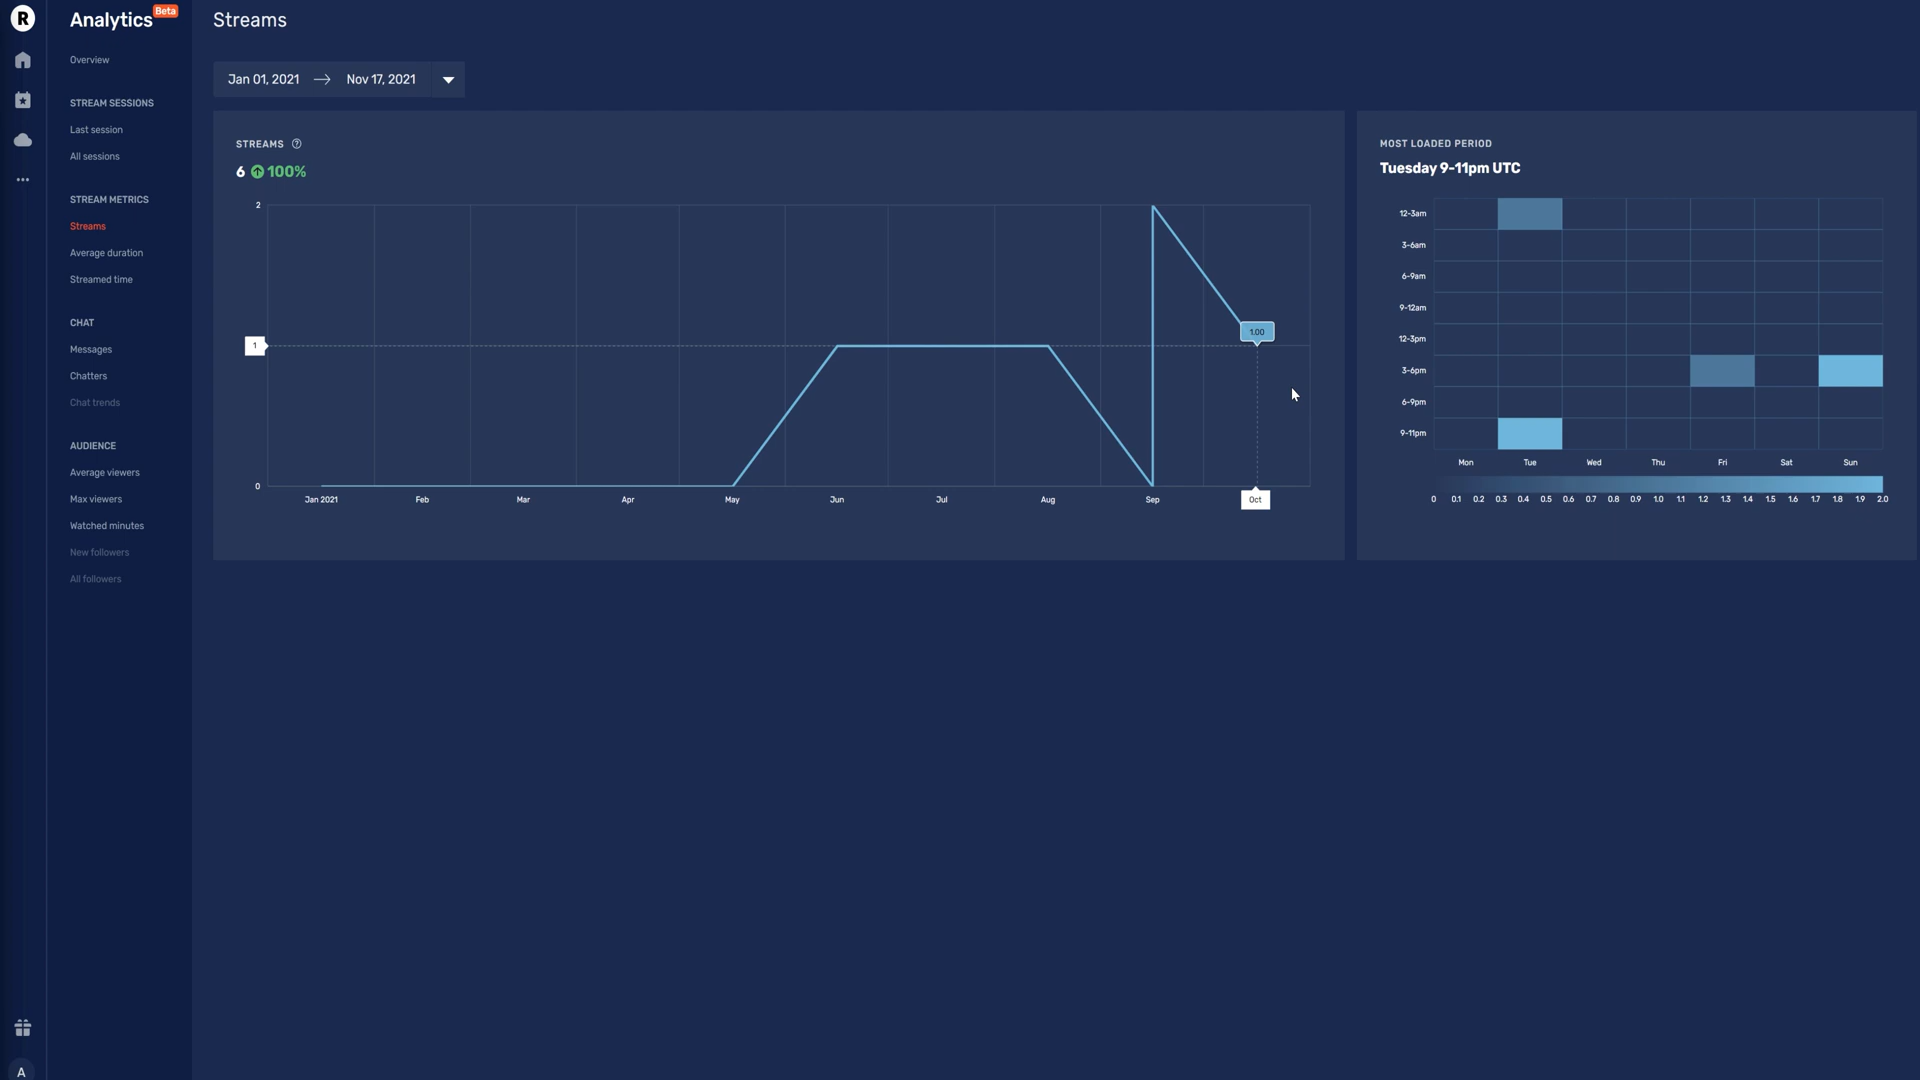 R
Analytics Beta
Overview
STREAM SESSIONS
Last session
All sessions
STREAM METRICS
Streams
Average duration
Streamed time
CHAT
Messages
Chatters
Chat trends
AUDIENCE
Average viewers
Max viewers
Watched minutes
New followers
All followers
A
Streams
Jan 01, 2021 → Nov 17, 2021
STREAMS ?
6 100%
2
1
0
1.00
Jan 2021 Feb Mar Apr May Jun Jul Aug Sep Oct
MOST LOADED PERIOD
Tuesday 9-11pm UTC
12-3am
3-6am
6-9am
9-12am
12-3pm
3-6pm
6-9pm
9-11pm
Mon Tue Wed Thu Fri Sat Sun
0 0.1 0.2 0.3 0.4 0.5 0.6 0.7 0.8 0.9 1.0 1.1 1.2 1.3 1.4 1.5 1.6 1.7 1.8 1.9 2.0